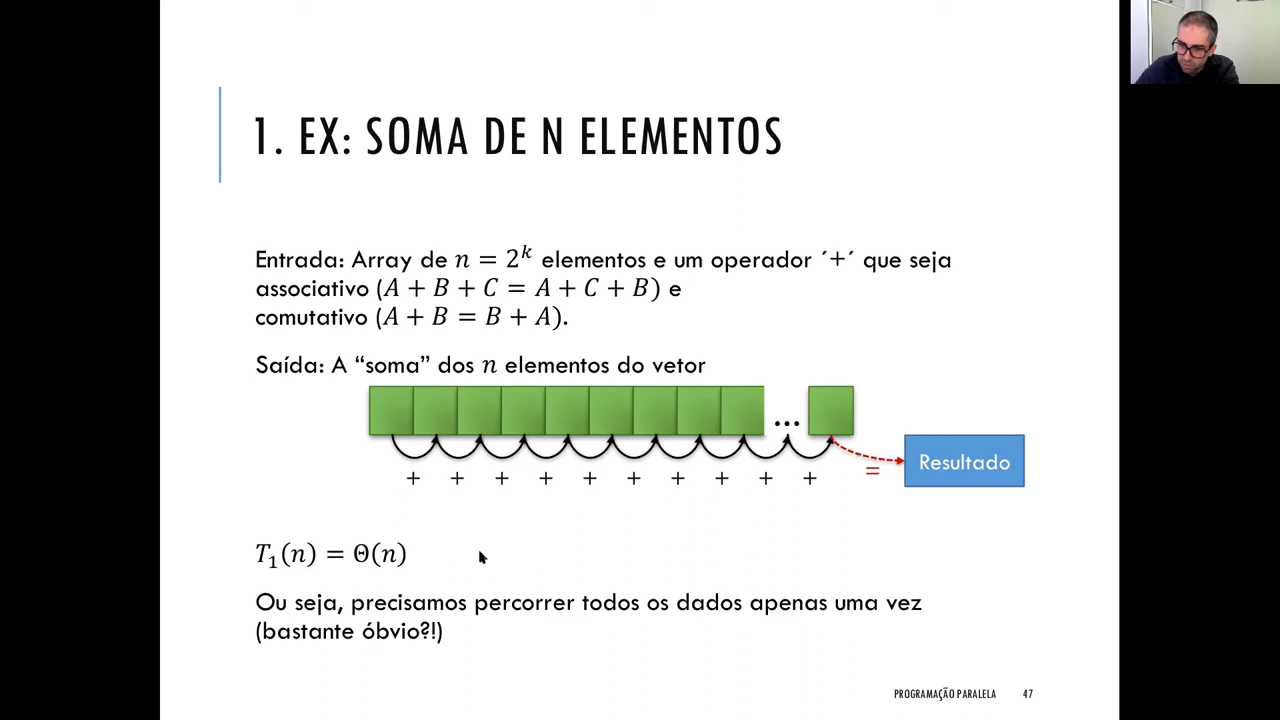 1. EX: SOMA DE N ELEMENTOS
Entrada: Array de n = 2^k elementos e um operador ´+´ que seja
associativo (A + B + C = A + C + B) e
comutativo (A + B = B + A).
Saída: A “soma” dos n elementos do vetor
...
+ + + + + + + + + +
=
Resultado
T₁(n) = Θ(n)
Ou seja, precisamos percorrer todos os dados apenas uma vez
(bastante óbvio?!)
PROGRAMAÇÃO PARALELA 47